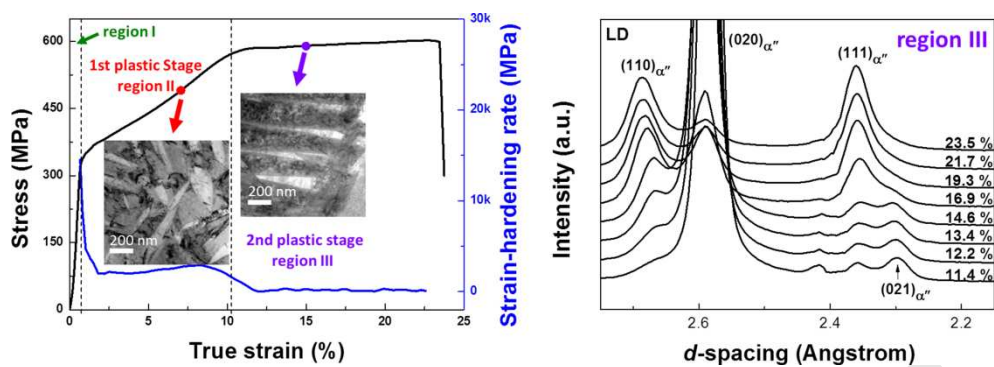 region I
1st plastic Stage
region II
200 nm
200 nm
2nd plastic stage
region III
Stress (MPa)
600
450
300
150
0
0 5 10 15 20 25
True strain (%)
30k
20k
10k
0
Strain-hardening rate (MPa)
LD
(110)α″
(020)α″
(111)α″
region III
23.5 %
21.7 %
19.3 %
16.9 %
14.6 %
13.4 %
12.2 %
11.4 %
(021)α″
Intensity (a.u.)
2.6 2.4 2.2
d-spacing (Angstrom)